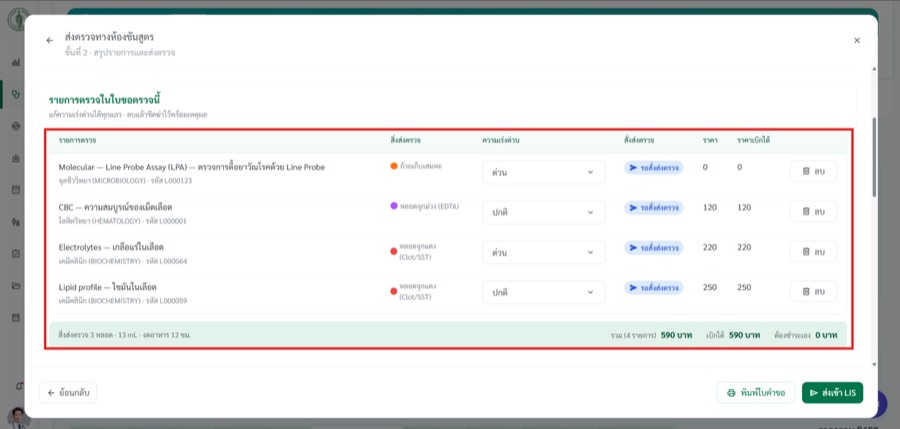 ส่งตรวจทางห้องชันสูตร
ขั้นที่ 2 · สรุปรายการและส่งตรวจ
รายการตรวจในใบขอตรวจนี้
แก้ความเร่งด่วนได้ทุกแถว · ลบแล้วขีดฆ่าไว้พร้อมเหตุผล
รายการตรวจ สิ่งส่งตรวจ ความเร่งด่วน สั่งส่งตรวจ ราคา ราคาเบิกได้
Molecular — Line Probe Assay (LPA) — ตรวจการดื้อยาวัณโรคด้วย Line Probe ถ้วยเก็บเสมหะ ด่วน รอสั่งส่งตรวจ 0 0 ลบ
จุลชีววิทยา (MICROBIOLOGY) · รหัส L000123
CBC — ความสมบูรณ์ของเม็ดเลือด หลอดจุกม่วง (EDTA) ปกติ รอสั่งส่งตรวจ 120 120 ลบ
โลหิตวิทยา (HEMATOLOGY) · รหัส L000001
Electrolytes — เกลือแร่ในเลือด หลอดจุกแดง (Clot/SST) ด่วน รอสั่งส่งตรวจ 220 220 ลบ
เคมีคลินิก (BIOCHEMISTRY) · รหัส L000064
Lipid profile — ไขมันในเลือด หลอดจุกแดง (Clot/SST) ปกติ รอสั่งส่งตรวจ 250 250 ลบ
เคมีคลินิก (BIOCHEMISTRY) · รหัส L000059
สิ่งส่งตรวจ 3 หลอด · 13 mL · งดอาหาร 12 ชม. รวม (4 รายการ) 590 บาท เบิกได้ 590 บาท ต้องชำระเอง 0 บาท
ย้อนกลับ พิมพ์ใบคำขอ ส่งเข้า LIS